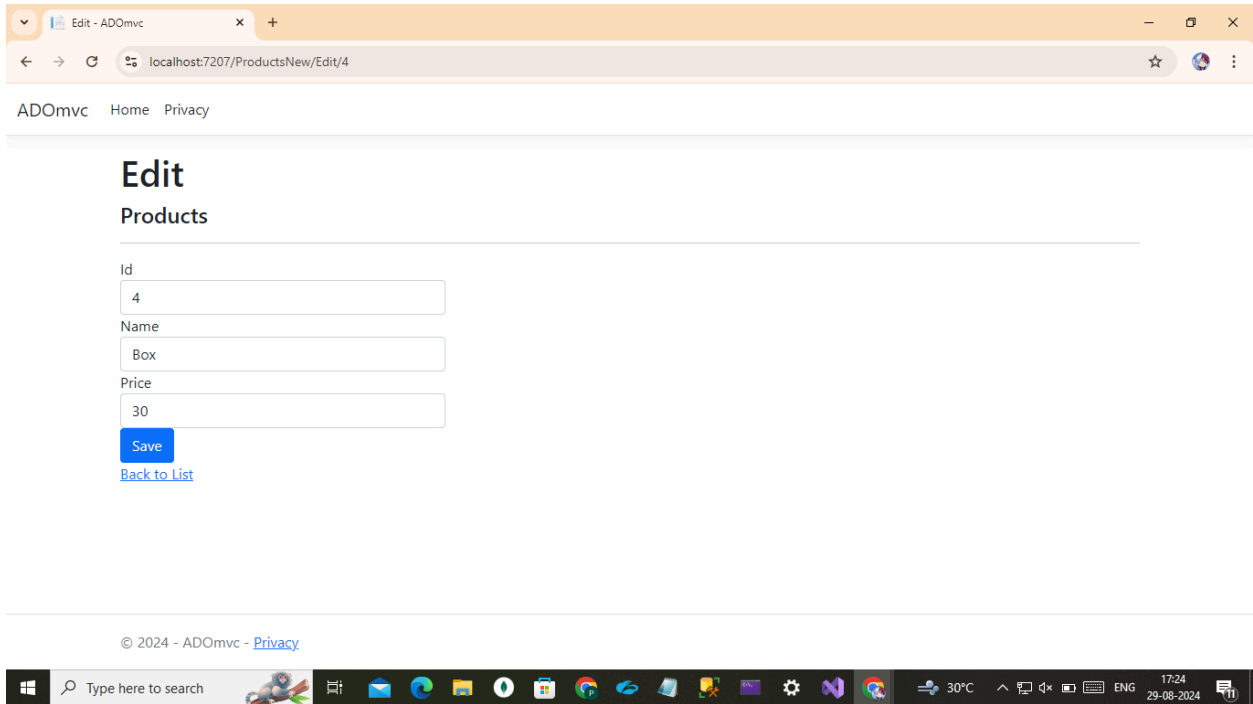 Edit - ADOmvc
localhost:7207/ProductsNew/Edit/4
ADOmvc Home Privacy
Edit
Products
Id
4
Name
Box
Price
30
Save
Back to List
© 2024 - ADOmvc - Privacy
Type here to search
30°C
ENG
17:24
29-08-2024
11